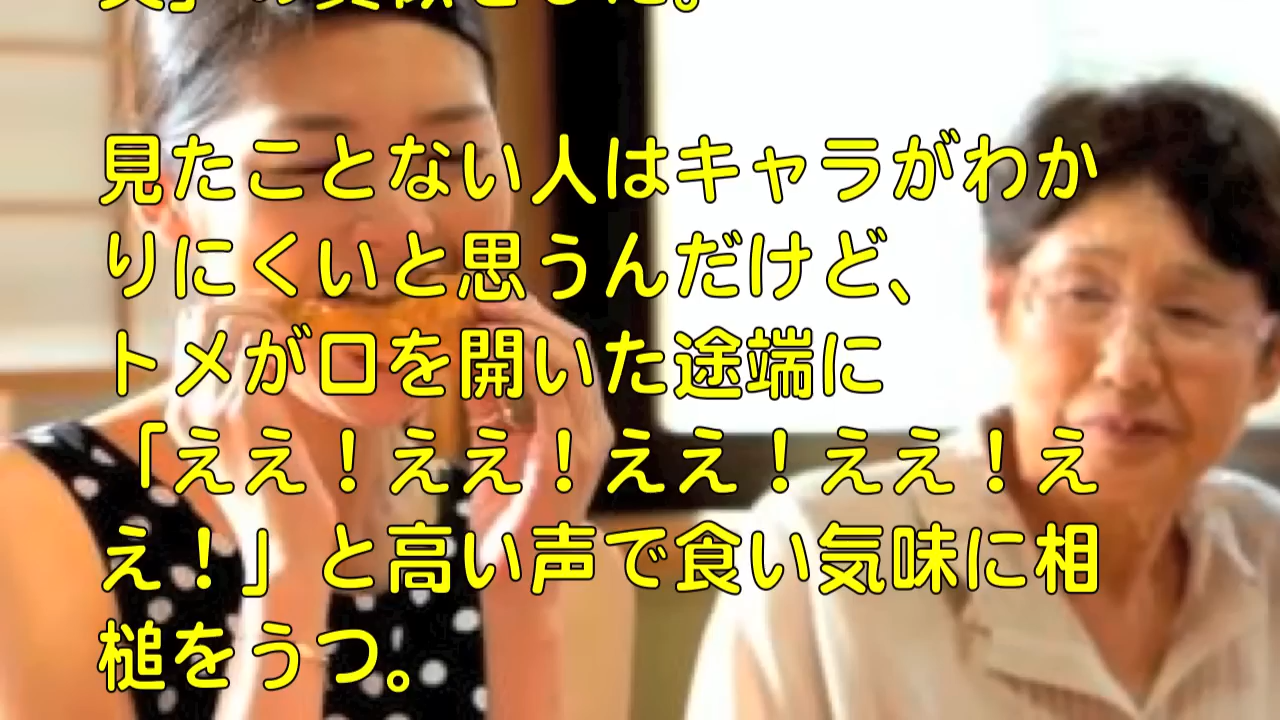 見たことない人はキャラがわか
りにくいと思うんだけど、
トメが口を開いた途端に
「ええ！ええ！ええ！ええ！え
え！」と高い声で食い気味に相
槌をうつ。